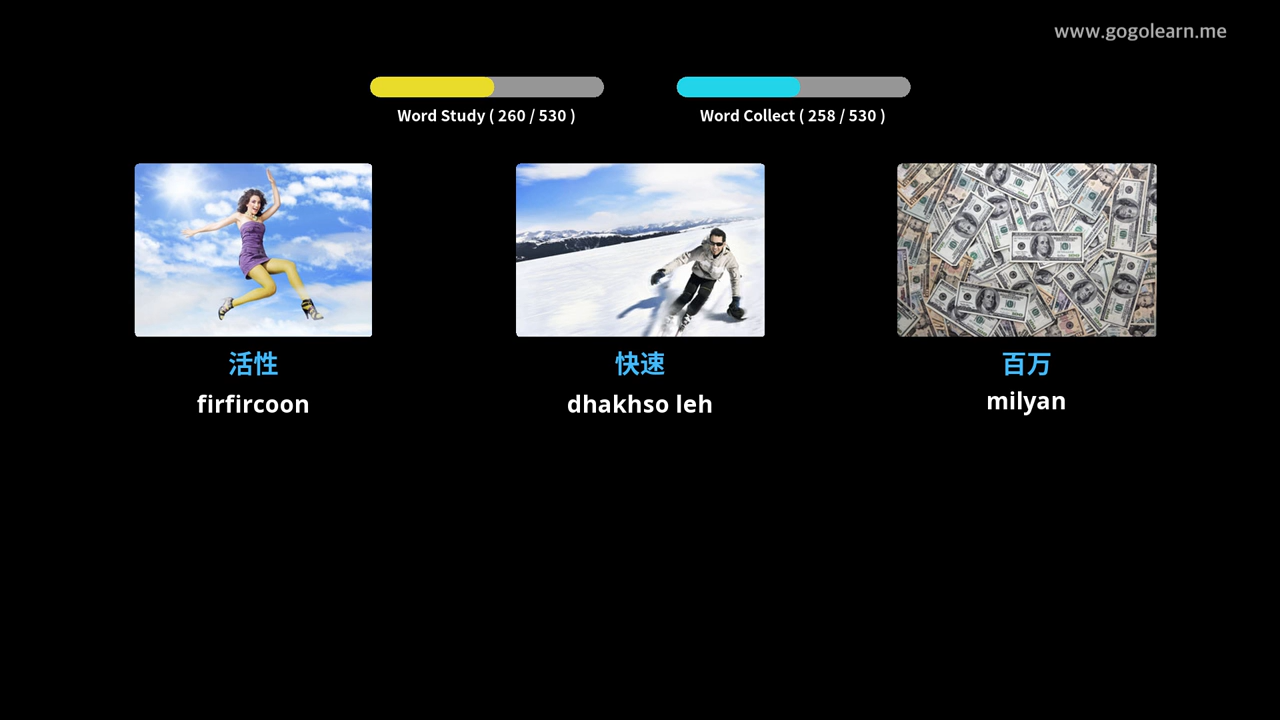 www.gogolearn.me
Word Study ( 260 / 530 )
Word Collect ( 258 / 530 )
活性
快速
百万
firfircoon
dhakhso leh
milyan